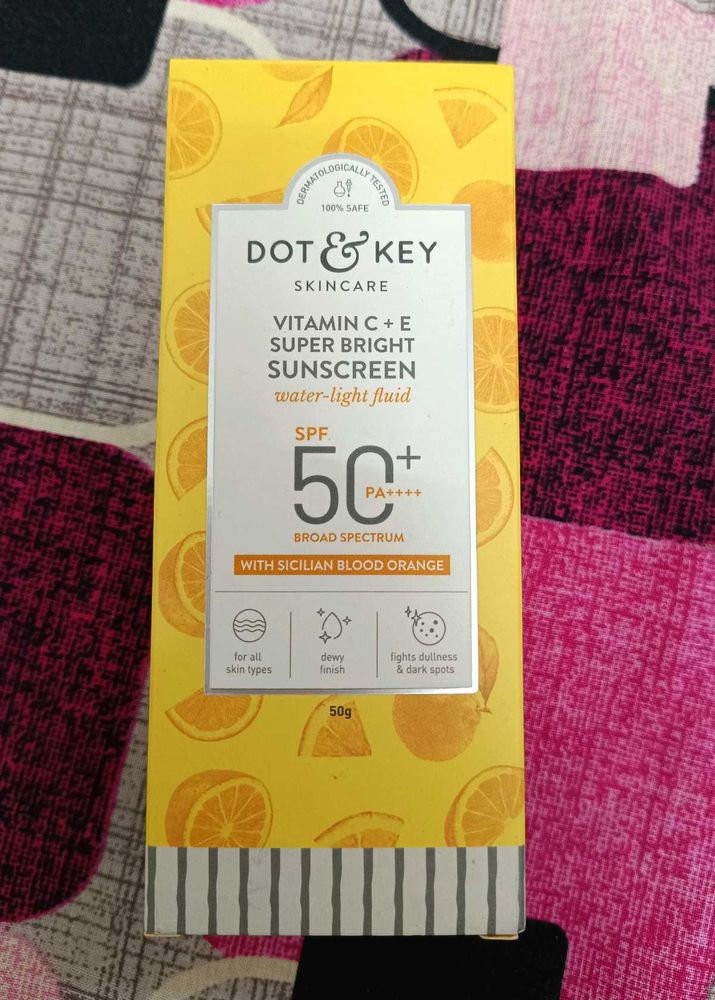 DERMATOLOGICALLY TESTED
100% SAFE
DOT & KEY
SKINCARE
VITAMIN C + E
SUPER BRIGHT
SUNSCREEN
water-light fluid
SPF
50+
PA++++
BROAD SPECTRUM
WITH SICILIAN BLOOD ORANGE
for all
skin types
dewy
finish
fights dullness
& dark spots
50g